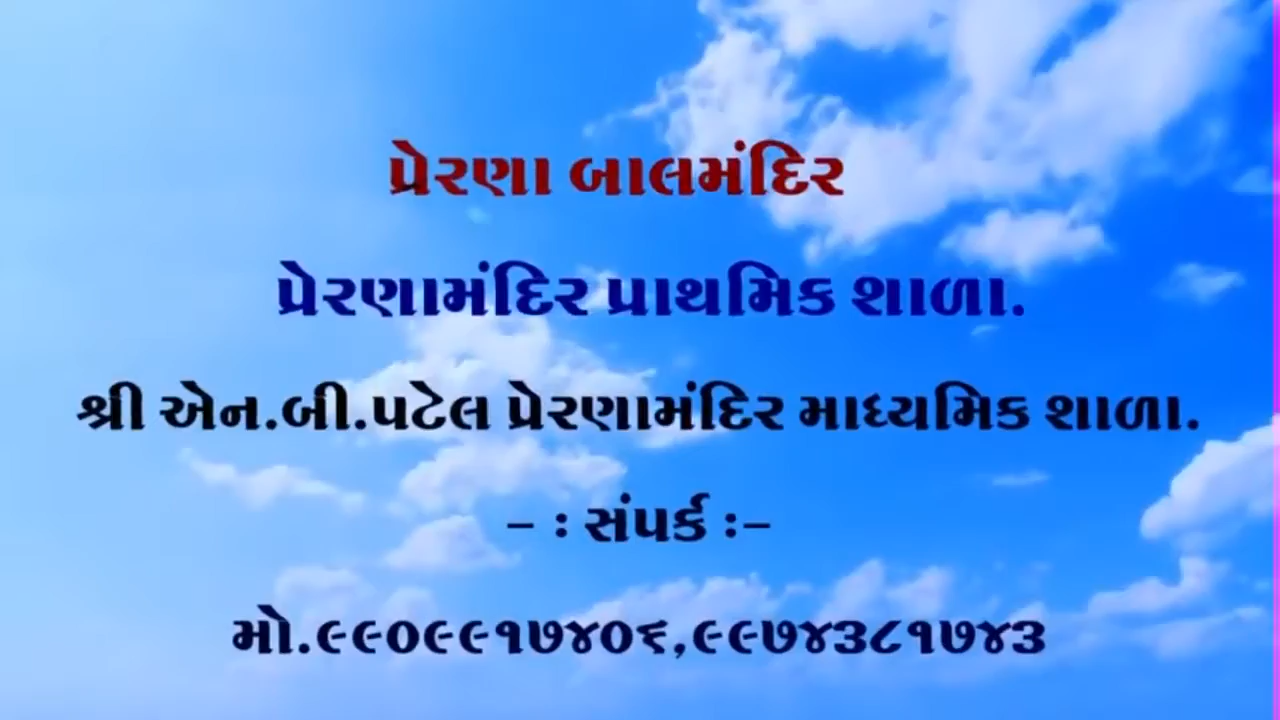 પ્રેરણા બાલમંદિર
પ્રેરણામંદિર પ્રાથમિક શાળા.
શ્રી એન.બી.પટેલ પ્રેરણામંદિર માધ્યમિક શાળા.
- : સંપર્ક :-
મો.૯૯૦૯૯૧૭૪૦૬,૯૯૭૪૩૮૧૭૪૩